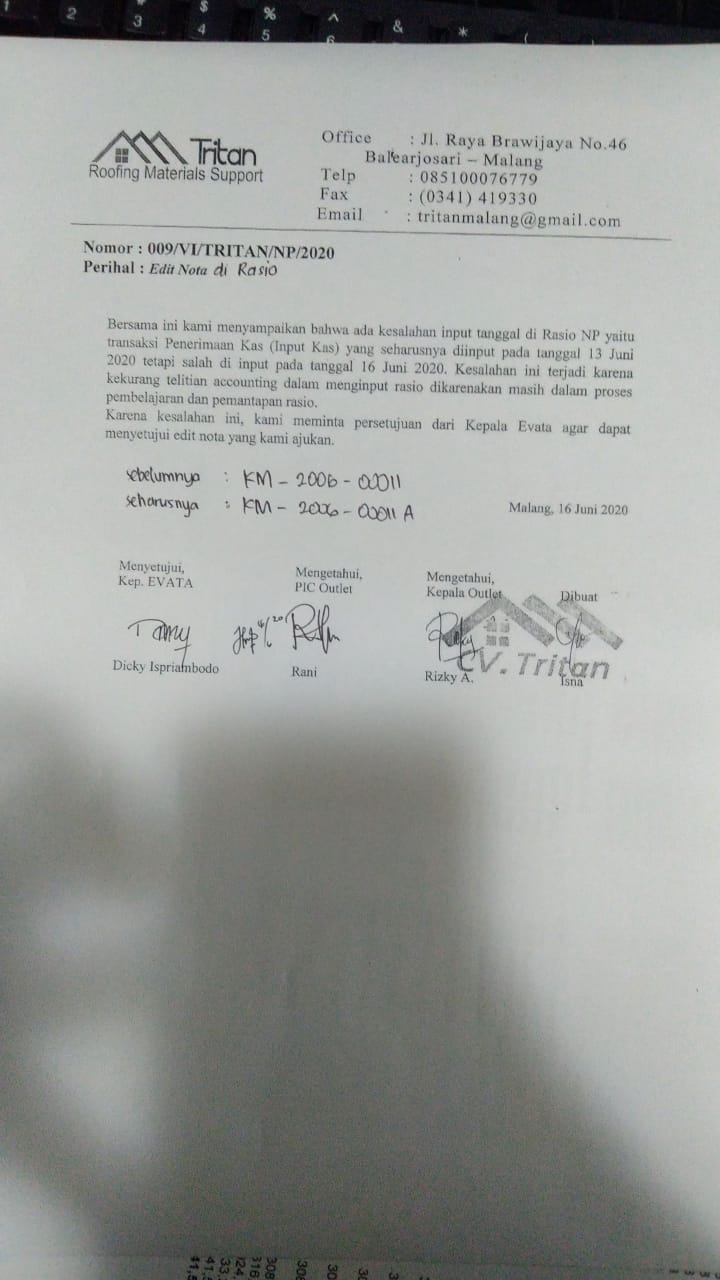 Tritan
Roofing Materials Support
Office : Jl. Raya Brawijaya No.46
Balearjosari – Malang
Telp : 085100076779
Fax : (0341) 419330
Email : tritanmalang@gmail.com
Nomor : 009/VI/TRITAN/NP/2020
Perihal : Edit Nota di Rasio
Bersama ini kami menyampaikan bahwa ada kesalahan input tanggal di Rasio NP yaitu
transaksi Penerimaan Kas (Input Kas) yang seharusnya diinput pada tanggal 13 Juni
2020 tetapi salah di input pada tanggal 16 Juni 2020. Kesalahan ini terjadi karena
kekurang telitian accounting dalam menginput rasio dikarenakan masih dalam proses
pembelajaran dan pemantapan rasio.
Karena kesalahan ini, kami meminta persetujuan dari Kepala Evata agar dapat
menyetujui edit nota yang kami ajukan.
sebelumnya : KM - 2006 - 00011
seharusnya : KM - 2006 - 00011 A
Malang, 16 Juni 2020
Menyetujui,
Kep. EVATA
Mengetahui,
PIC Outlet
Mengetahui,
Kepala Outlet
Dibuat
CV. Tritan
Dicky Ispriambodo
Rani
Rizky A.
Isna